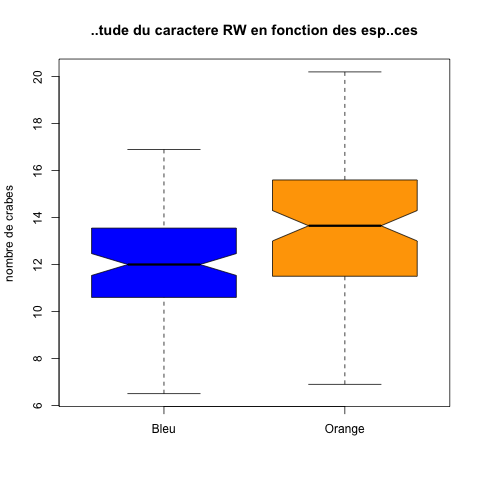 ..tude du caractere RW en fonction des esp..ces
nombre de crabes
20
18
16
14
12
10
8
6
Bleu
Orange